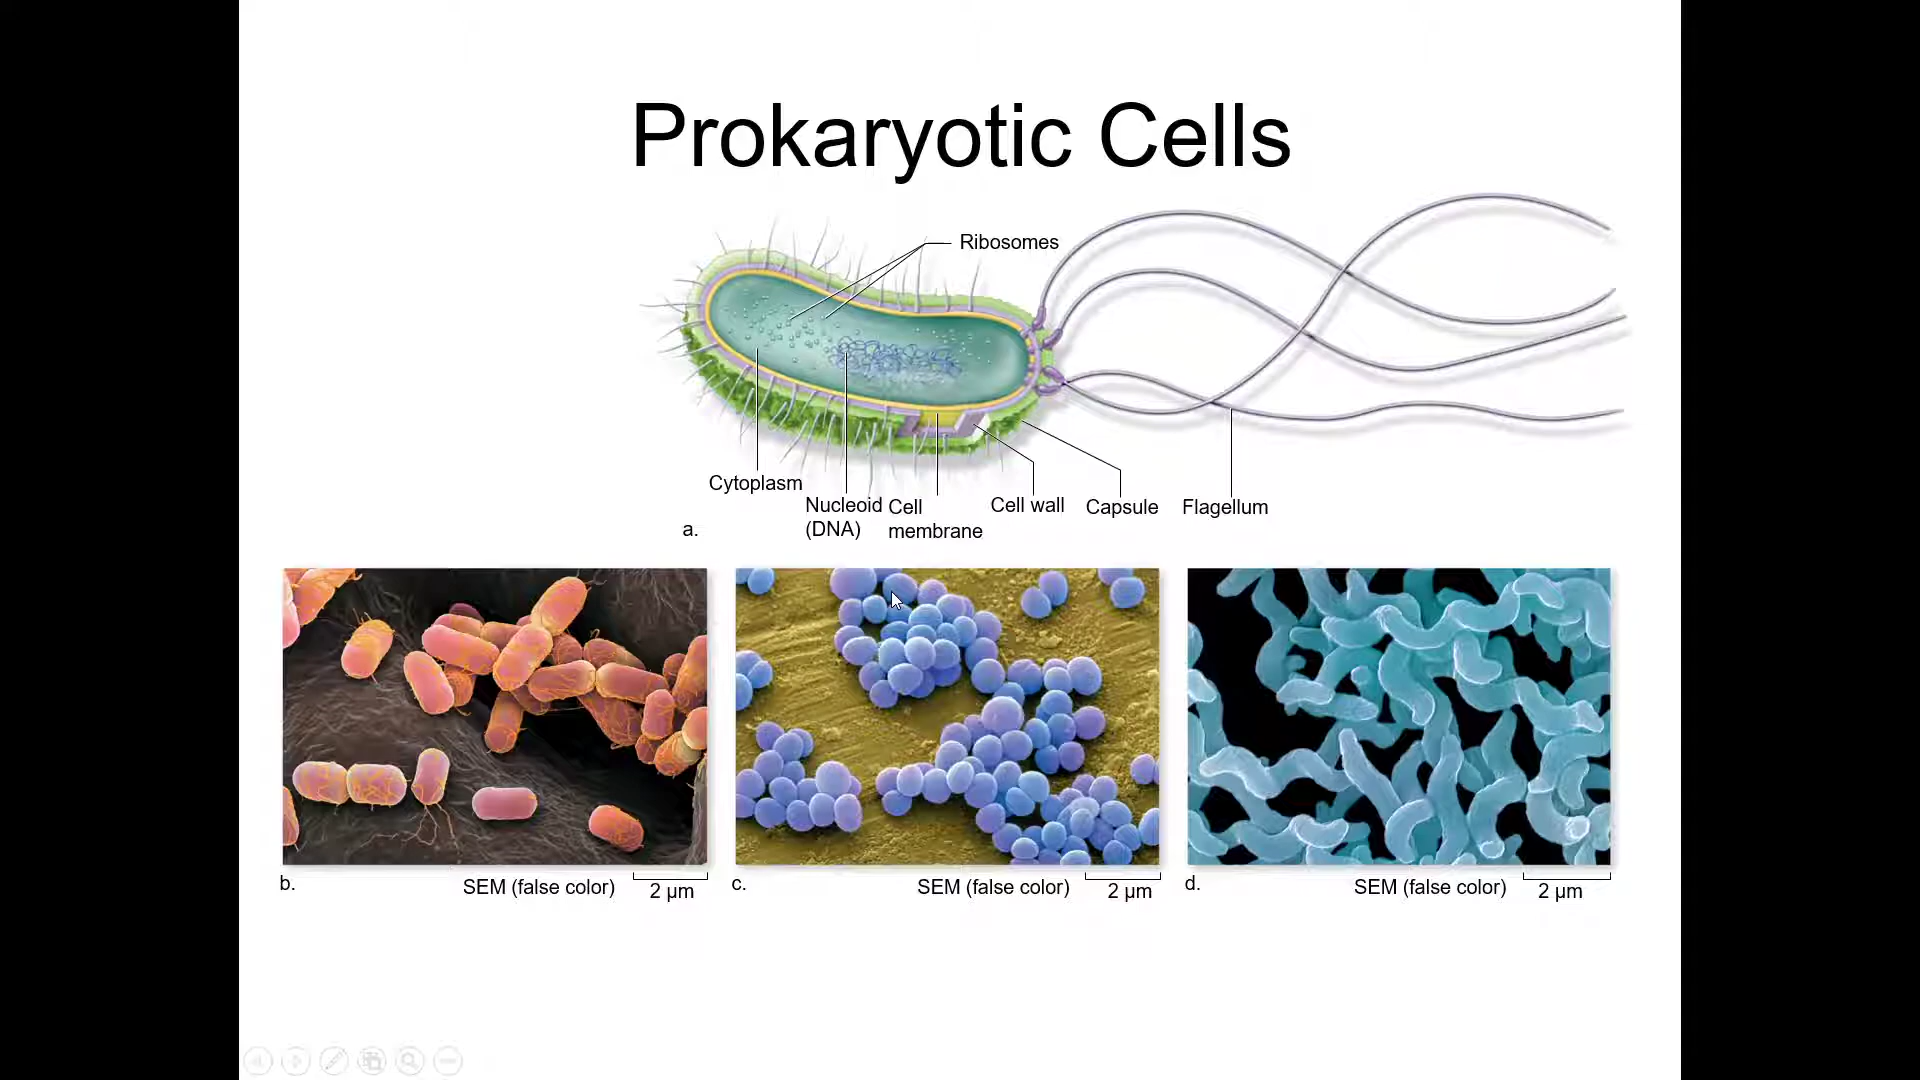 Prokaryotic Cells
Ribosomes
Cytoplasm
Nucleoid
(DNA)
Cell
membrane
Cell wall
Capsule
Flagellum
a.
b.
SEM (false color)
2 μm
c.
SEM (false color)
2 μm
d.
SEM (false color)
2 μm